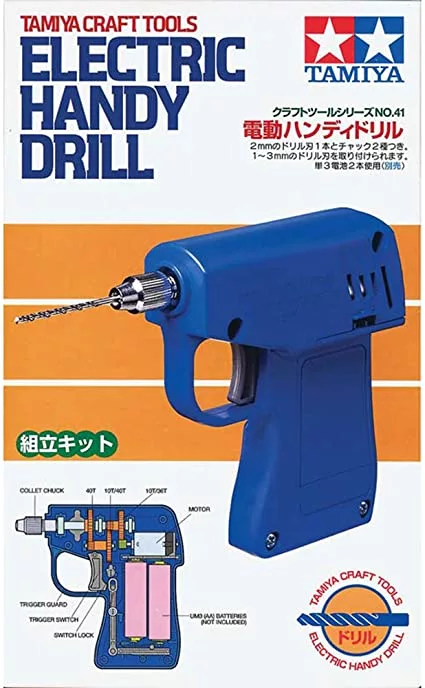 TAMIYA CRAFT TOOLS
ELECTRIC
HANDY
DRILL
TAMIYA
クラフトツールシリーズNO.41
電動ハンディドリル
2mmのドリル刃1本とチャック2種つき。
1〜3mmのドリル刃を取り付けられます。
単3電池2本使用(別売)
組立キット
COLLET CHUCK
40T
10T/40T
10T/36T
MOTOR
TRIGGER GUARD
TRIGGER SWITCH
SWITCH LOCK
UM3 (AA) BATTERIES
(NOT INCLUDED)
TAMIYA CRAFT TOOLS
ドリル
ELECTRIC HANDY DRILL